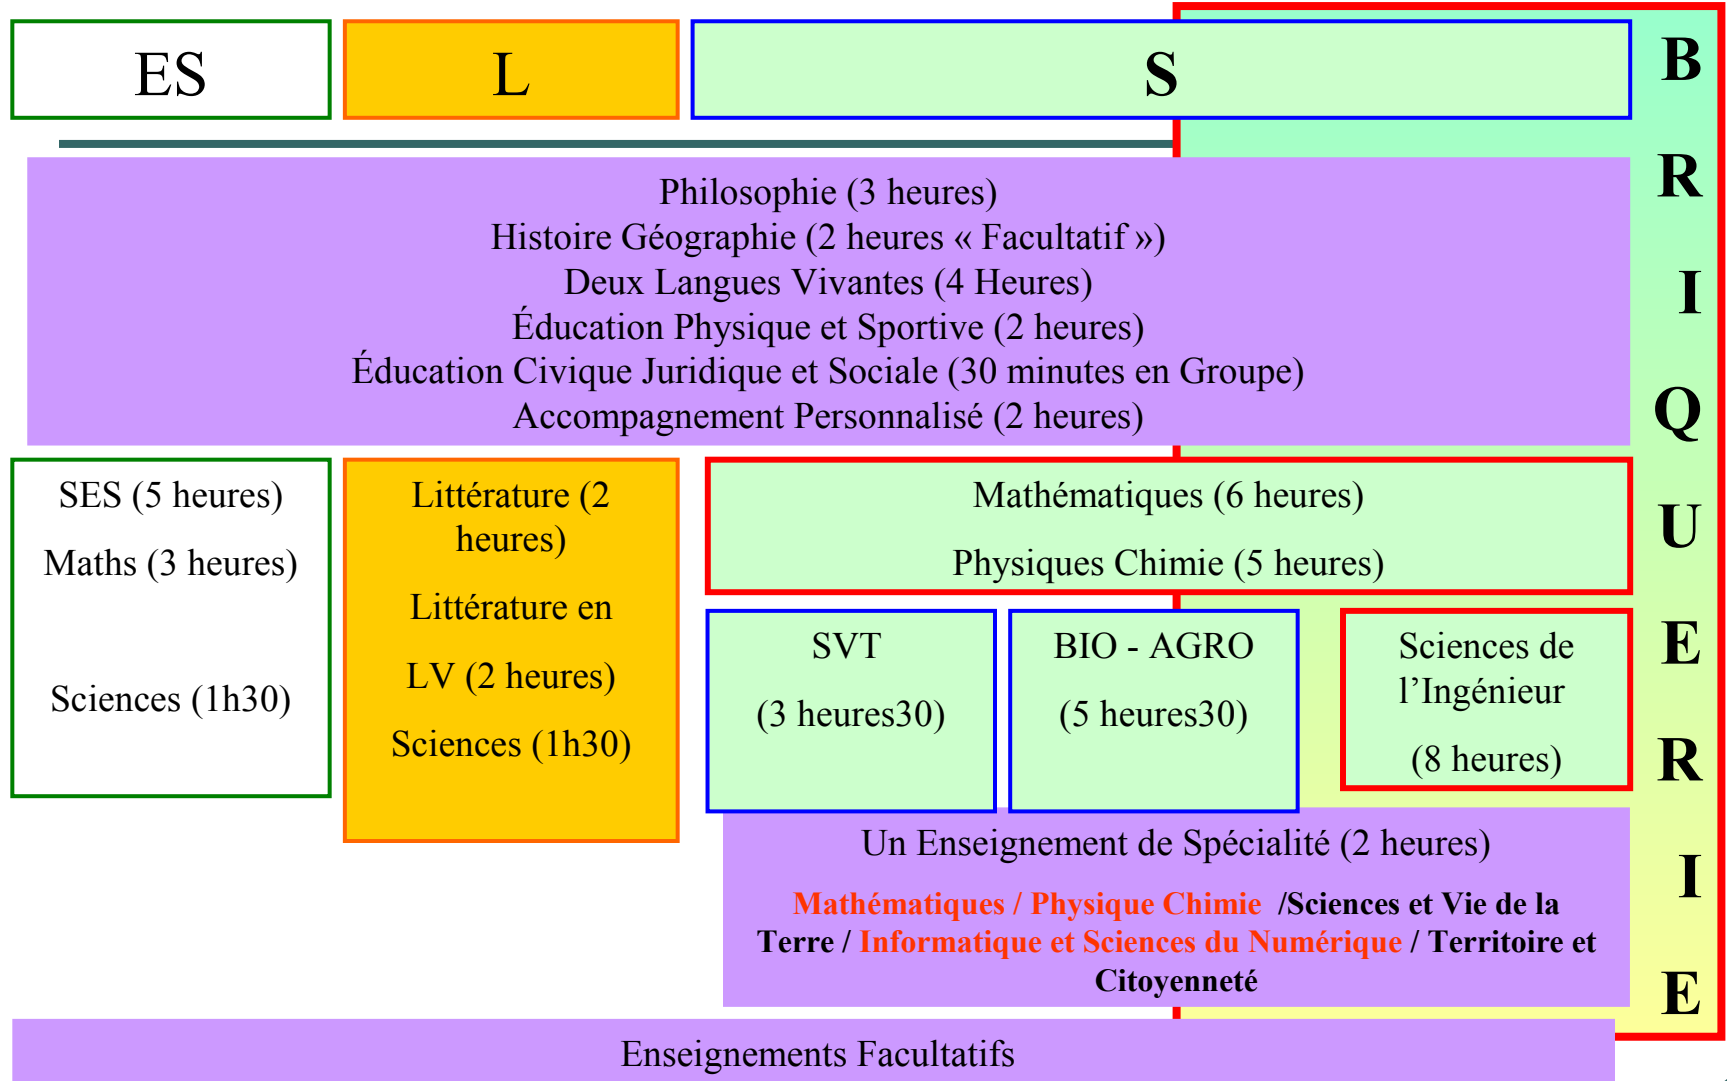 ES
L
S
BRIQUERIE
Philosophie (3 heures)
Histoire Géographie (2 heures « Facultatif »)
Deux Langues Vivantes (4 Heures)
Éducation Physique et Sportive (2 heures)
Éducation Civique Juridique et Sociale (30 minutes en Groupe)
Accompagnement Personnalisé (2 heures)
SES (5 heures)
Maths (3 heures)
Sciences (1h30)
Littérature (2
heures)
Littérature en
LV (2 heures)
Sciences (1h30)
Mathématiques (6 heures)
Physiques Chimie (5 heures)
SVT
(3 heures30)
BIO - AGRO
(5 heures30)
Sciences de
l’Ingénieur
(8 heures)
Un Enseignement de Spécialité (2 heures)
Mathématiques / Physique Chimie /Sciences et Vie de la
Terre / Informatique et Sciences du Numérique / Territoire et
Citoyenneté
Enseignements Facultatifs